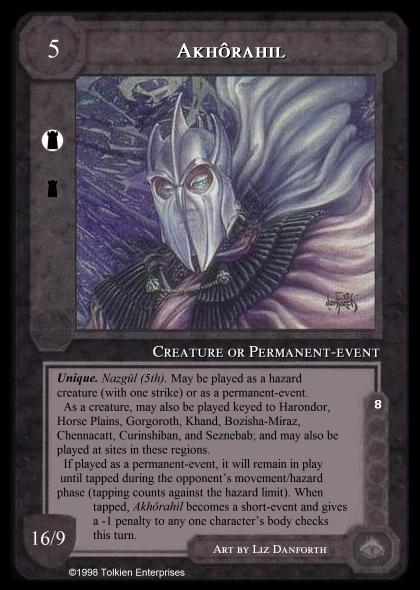 5
AKHÔRAHIL
CREATURE OR PERMANENT-EVENT
Unique. Nazgûl (5th). May be played as a hazard
creature (with one strike) or as a permanent-event.
As a creature, may also be played keyed to Harondor,
Horse Plains, Gorgoroth, Khand, Bozisha-Miraz,
Chennacatt, Curinshiban, and Seznebab; and may also be
played at sites in these regions.
If played as a permanent-event, it will remain in play
until tapped during the opponent's movement/hazard
phase (tapping counts against the hazard limit). When
tapped, Akhôrahil becomes a short-event and gives
a -1 penalty to any one character's body checks
this turn.
8
16/9
ART BY LIZ DANFORTH
©1998 Tolkien Enterprises